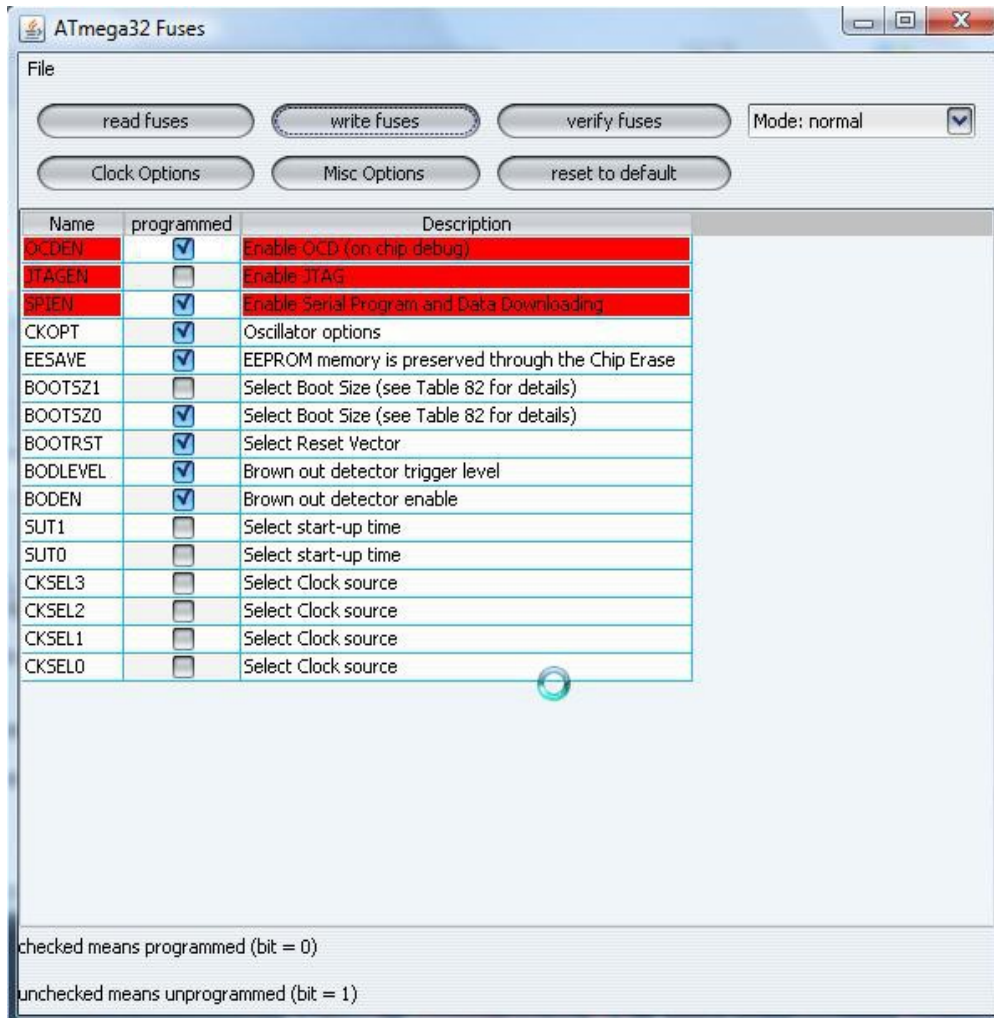 ATmega32 Fuses
File
read fuses write fuses verify fuses Mode: normal
Clock Options Misc Options reset to default
Name programmed Description
OCDEN Enable OCD (on chip debug)
JTAGEN Enable JTAG
SPIEN Enable Serial Program and Data Downloading
CKOPT Oscillator options
EESAVE EEPROM memory is preserved through the Chip Erase
BOOTSZ1 Select Boot Size (see Table 82 for details)
BOOTSZ0 Select Boot Size (see Table 82 for details)
BOOTRST Select Reset Vector
BODLEVEL Brown out detector trigger level
BODEN Brown out detector enable
SUT1 Select start-up time
SUT0 Select start-up time
CKSEL3 Select Clock source
CKSEL2 Select Clock source
CKSEL1 Select Clock source
CKSEL0 Select Clock source
checked means programmed (bit = 0)
unchecked means unprogrammed (bit = 1)